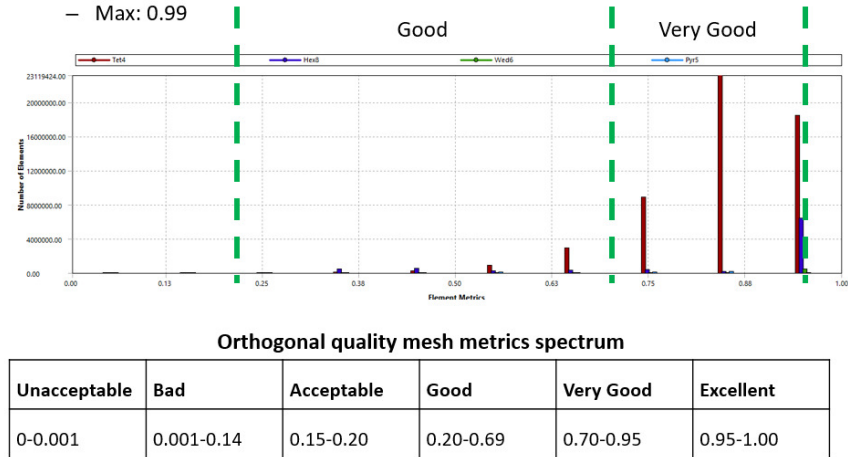 – Max: 0.99
Good Very Good
Tet4 Hex8 Wed6 Pyr5
23119424.00
20000000.00
16000000.00
12000000.00
8000000.00
4000000.00
0.00
Number of Elements
0.00 0.13 0.25 0.38 0.50 0.63 0.75 0.88 1.00
Element Metrics
Orthogonal quality mesh metrics spectrum
Unacceptable Bad Acceptable Good Very Good Excellent
0-0.001 0.001-0.14 0.15-0.20 0.20-0.69 0.70-0.95 0.95-1.00